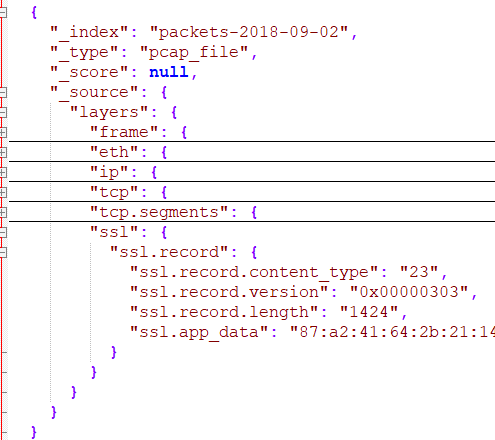 {
"_index": "packets-2018-09-02",
"_type": "pcap_file",
"_score": null,
"_source": {
"layers": {
"frame": {
"eth": {
"ip": {
"tcp": {
"tcp.segments": {
"ssl": {
"ssl.record": {
"ssl.record.content_type": "23",
"ssl.record.version": "0x00000303",
"ssl.record.length": "1424",
"ssl.app_data": "87:a2:41:64:2b:21:14
}
}
}
}
}